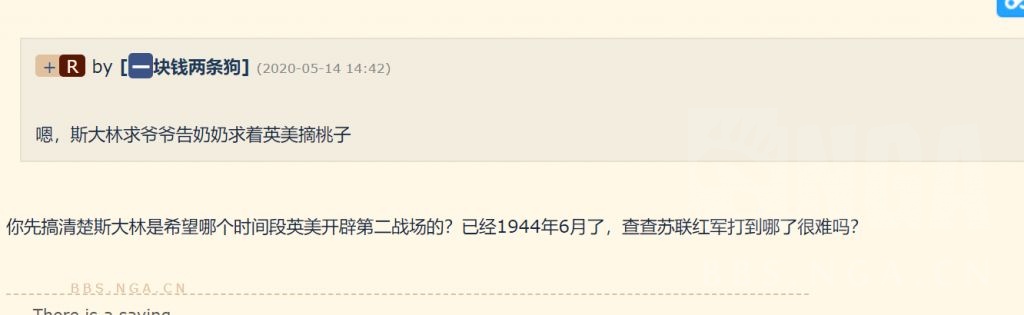 + R by [一块钱两条狗] (2020-05-14 14:42)
嗯，斯大林求爷爷告奶奶求着英美摘桃子
你先搞清楚斯大林是希望哪个时间段英美开辟第二战场的？已经1944年6月了，查查苏联红军打到哪了很难吗？
BBS.NGA.CN
There is a saying